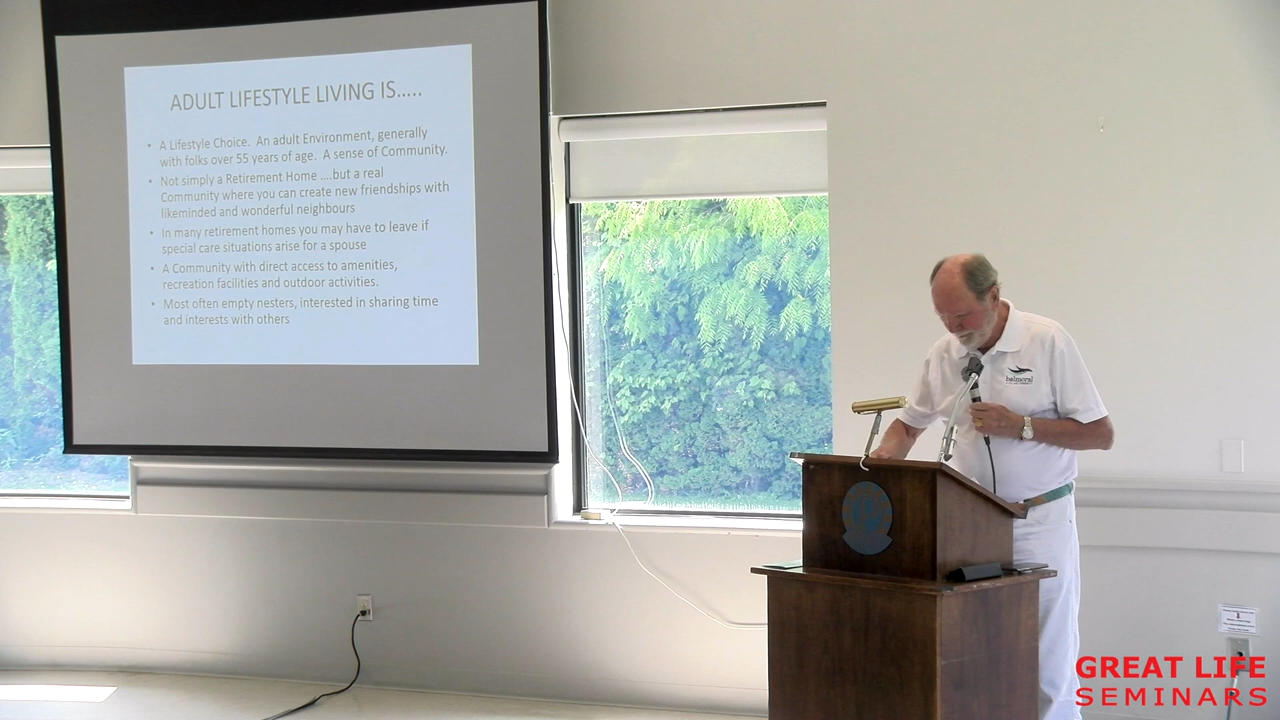 ADULT LIFESTYLE LIVING IS.....
• A Lifestyle Choice. An adult Environment, generally
with folks over 55 years of age. A sense of Community.
• Not simply a Retirement Home ....but a real
Community where you can create new friendships with
likeminded and wonderful neighbours
• In many retirement homes you may have to leave if
special care situations arise for a spouse
• A Community with direct access to amenities,
recreation facilities and outdoor activities.
• Most often empty nesters, interested in sharing time
and interests with others
balmoral
GREAT LIFE
SEMINARS